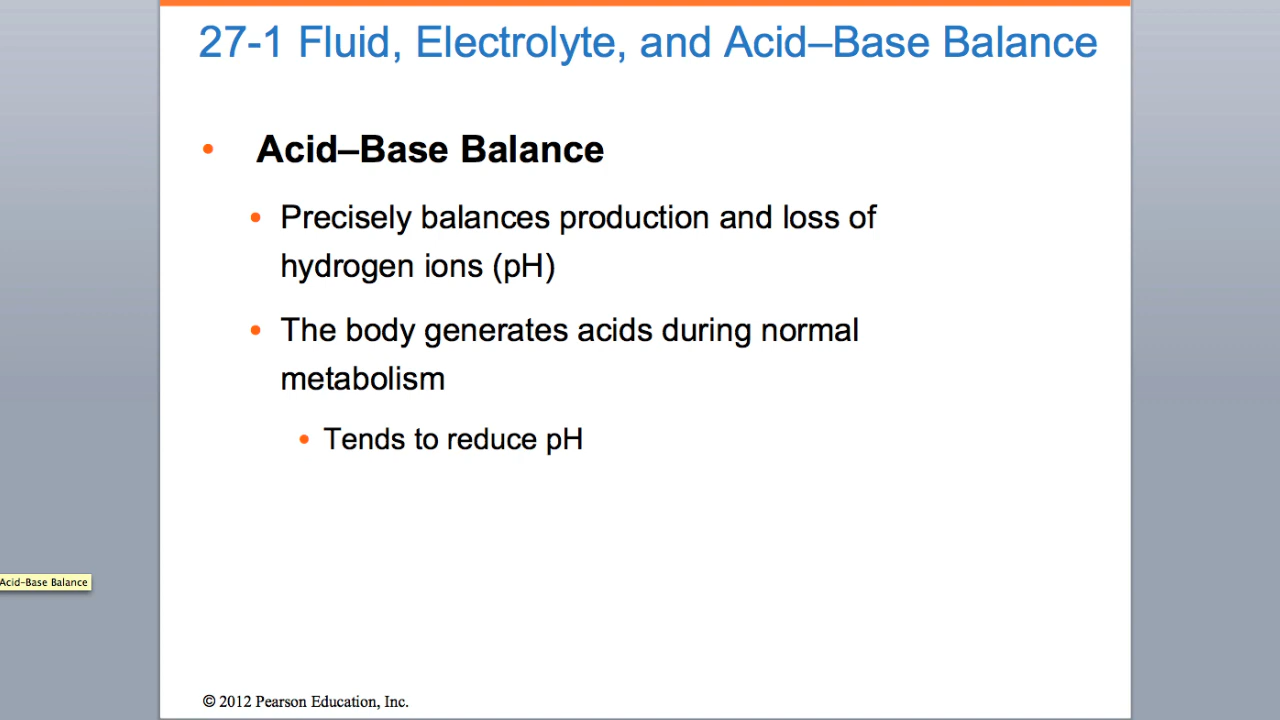 27-1 Fluid, Electrolyte, and Acid–Base Balance
• Acid–Base Balance
• Precisely balances production and loss of
hydrogen ions (pH)
• The body generates acids during normal
metabolism
• Tends to reduce pH
Acid-Base Balance
© 2012 Pearson Education, Inc.